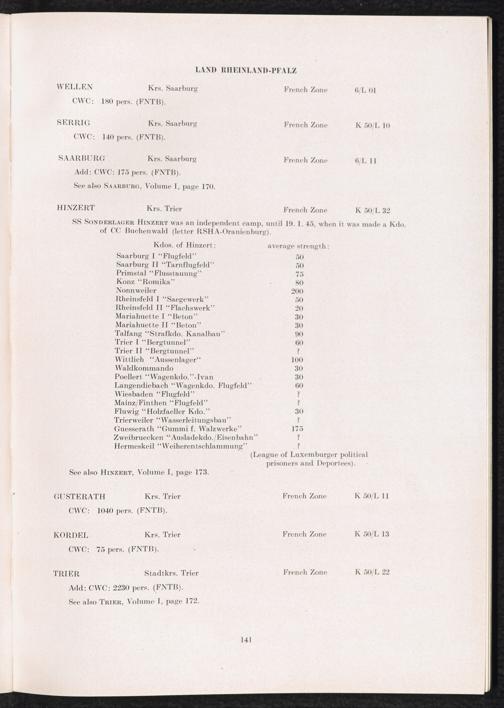 LAND RHEINLAND-PFALZ
WELLEN Krs. Saarburg French Zone 6/L 01
CWC: 180 pers. (FNTB).
SERRIG Krs. Saarburg French Zone K 50/L 10
CWC: 140 pers. (FNTB).
SAARBURG Krs. Saarburg French Zone 6/L 11
Add: CWC: 175 pers. (FNTB).
See also SAARBURG, Volume I, page 170.
HINZERT Krs. Trier French Zone K 50/L 32
SS SONDERLAGER HINZERT was an independent camp, until 19. 1. 45, when it was made a Kdo.
of CC Buchenwald (letter RSHA-Oranienburg).
Kdos. of Hinzert: average strength:
Saarburg I "Flugfeld" 50
Saarburg II "Tarnflugfeld" 50
Primstal "Flusstauung" 75
Konz "Romika" 80
Nonnweiler 200
Rheinsfeld I "Saegewerk" 50
Rheinsfeld II "Flachswerk" 20
Mariahuette I "Beton" 30
Mariahuette II "Beton" 30
Talfang "Strafkdo. Kanalbau" 90
Trier I "Bergtunnel" 60
Trier II "Bergtunnel" ?
Wittlich "Aussenlager" 100
Waldkommando 30
Poellert "Wagenkdo."-Ivan 30
Langendiebach "Wagenkdo. Flugfeld" 60
Wiesbaden "Flugfeld" ?
Mainz/Finthen "Flugfeld" ?
Fluwig "Holzfaeller Kdo." 30
Trierweiler "Wasserleitungsbau" ?
Guesserath "Gummi f. Walzwerke" 175
Zweibruecken "Ausladekdo./Eisenbahn" ?
Hermeskeil "Weiherentschlammung" ?
(League of Luxemburger political
prisoners and Deportees).
See also HINZERT, Volume I, page 173.
GUSTERATH Krs. Trier French Zone K 50/L 11
CWC: 1040 pers. (FNTB).
KORDEL Krs. Trier French Zone K 50/L 13
CWC: 75 pers. (FNTB).
TRIER Stadtkrs. Trier French Zone K 50/L 22
Add: CWC: 2230 pers. (FNTB).
See also TRIER, Volume I, page 172.
141